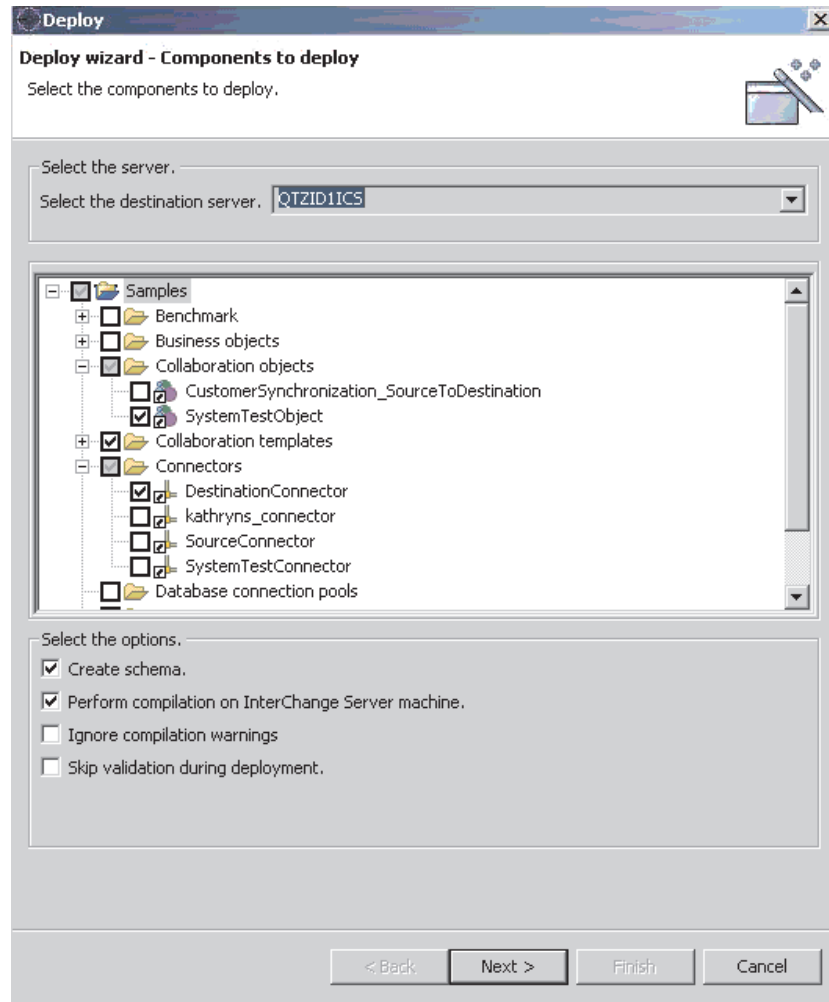 Deploy
Deploy wizard - Components to deploy
Select the components to deploy.
Select the server.
Select the destination server. QTZID1ICS
Samples
Benchmark
Business objects
Collaboration objects
CustomerSynchronization_SourceToDestination
SystemTestObject
Collaboration templates
Connectors
DestinationConnector
kathryns_connector
SourceConnector
SystemTestConnector
Database connection pools
Select the options.
Create schema.
Perform compilation on InterChange Server machine.
Ignore compilation warnings
Skip validation during deployment.
< Back Next > Finish Cancel